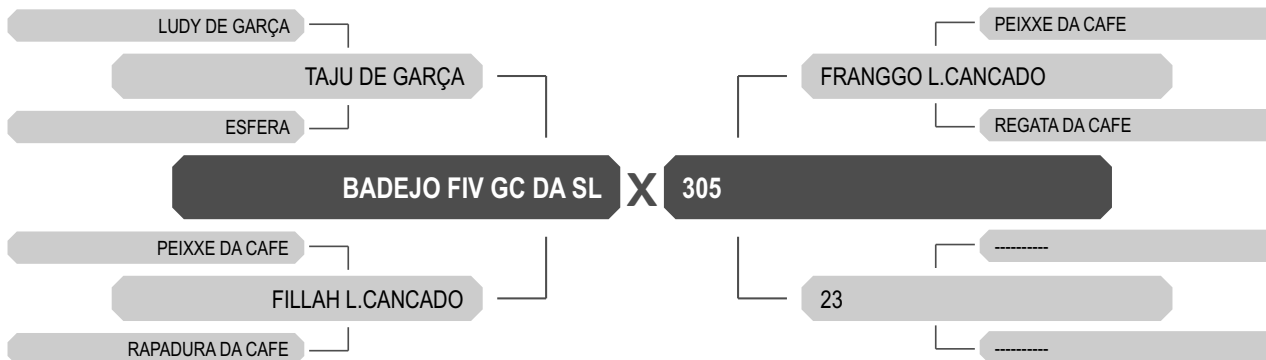 LUDY DE GARÇA
TAJU DE GARÇA
ESFERA
BADEJO FIV GC DA SL
PEIXXE DA CAFE
FILLAH L.CANCADO
RAPADURA DA CAFE
X
PEIXXE DA CAFE
FRANGGO L.CANCADO
REGATA DA CAFE
305
----------
23
----------